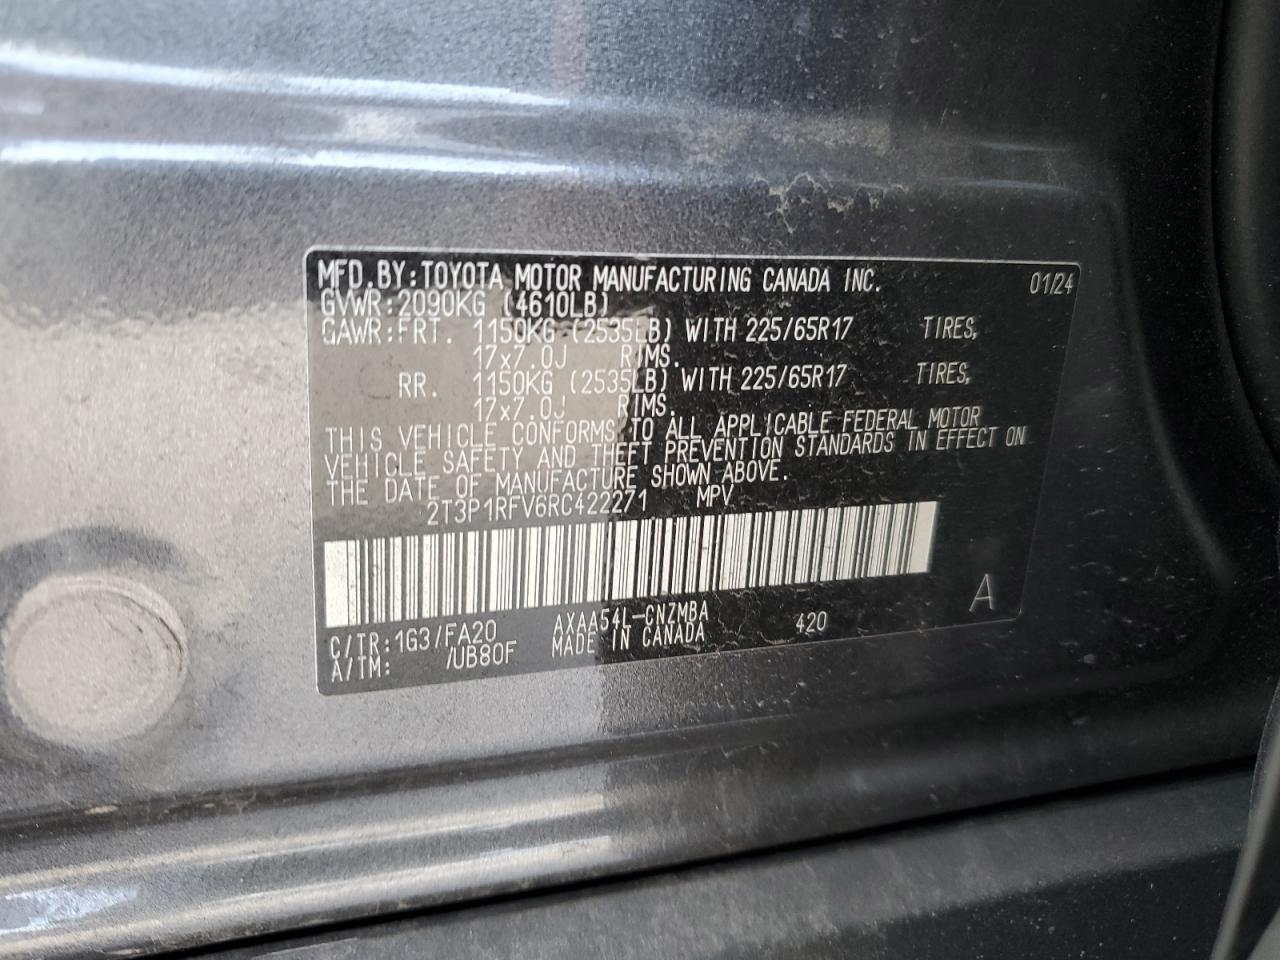 MFD.BY:TOYOTA MOTOR MANUFACTURING CANADA INC. 01/24
GVWR:2090KG (4610LB)
GAWR:FRT. 1150KG (2535LB) WITH 225/65R17 TIRES,
17x7.0J RIMS.
RR. 1150KG (2535LB) WITH 225/65R17 TIRES,
17x7.0J RIMS.
THIS VEHICLE CONFORMS TO ALL APPLICABLE FEDERAL MOTOR
VEHICLE SAFETY AND THEFT PREVENTION STANDARDS IN EFFECT ON
THE DATE OF MANUFACTURE SHOWN ABOVE.
2T3P1RFV6RC422271 MPV
C/TR:1G3/FA20 AXAA54L-CNZMBA 420 A
A/TM: /UB80F MADE IN CANADA